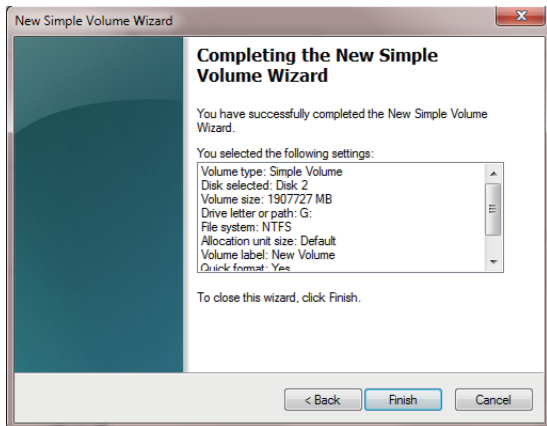 New Simple Volume Wizard
Completing the New Simple
Volume Wizard
You have successfully completed the New Simple Volume
Wizard.
You selected the following settings:
Volume type: Simple Volume
Disk selected: Disk 2
Volume size: 1907727 MB
Drive letter or path: G:
File system: NTFS
Allocation unit size: Default
Volume label: New Volume
Quick format: Yes
To close this wizard, click Finish.
< Back
Finish
Cancel